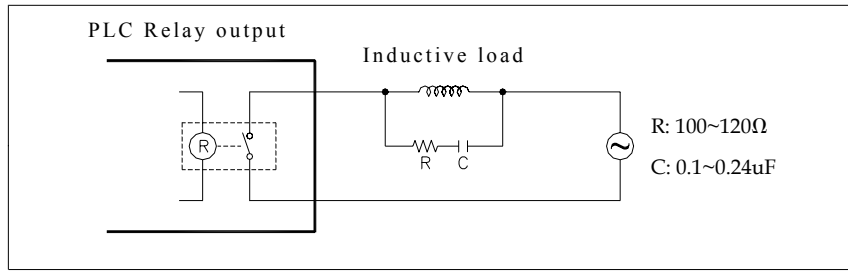 PLC Relay output
Inductive load
R
R
C
R: 100~120Ω
C: 0.1~0.24uF